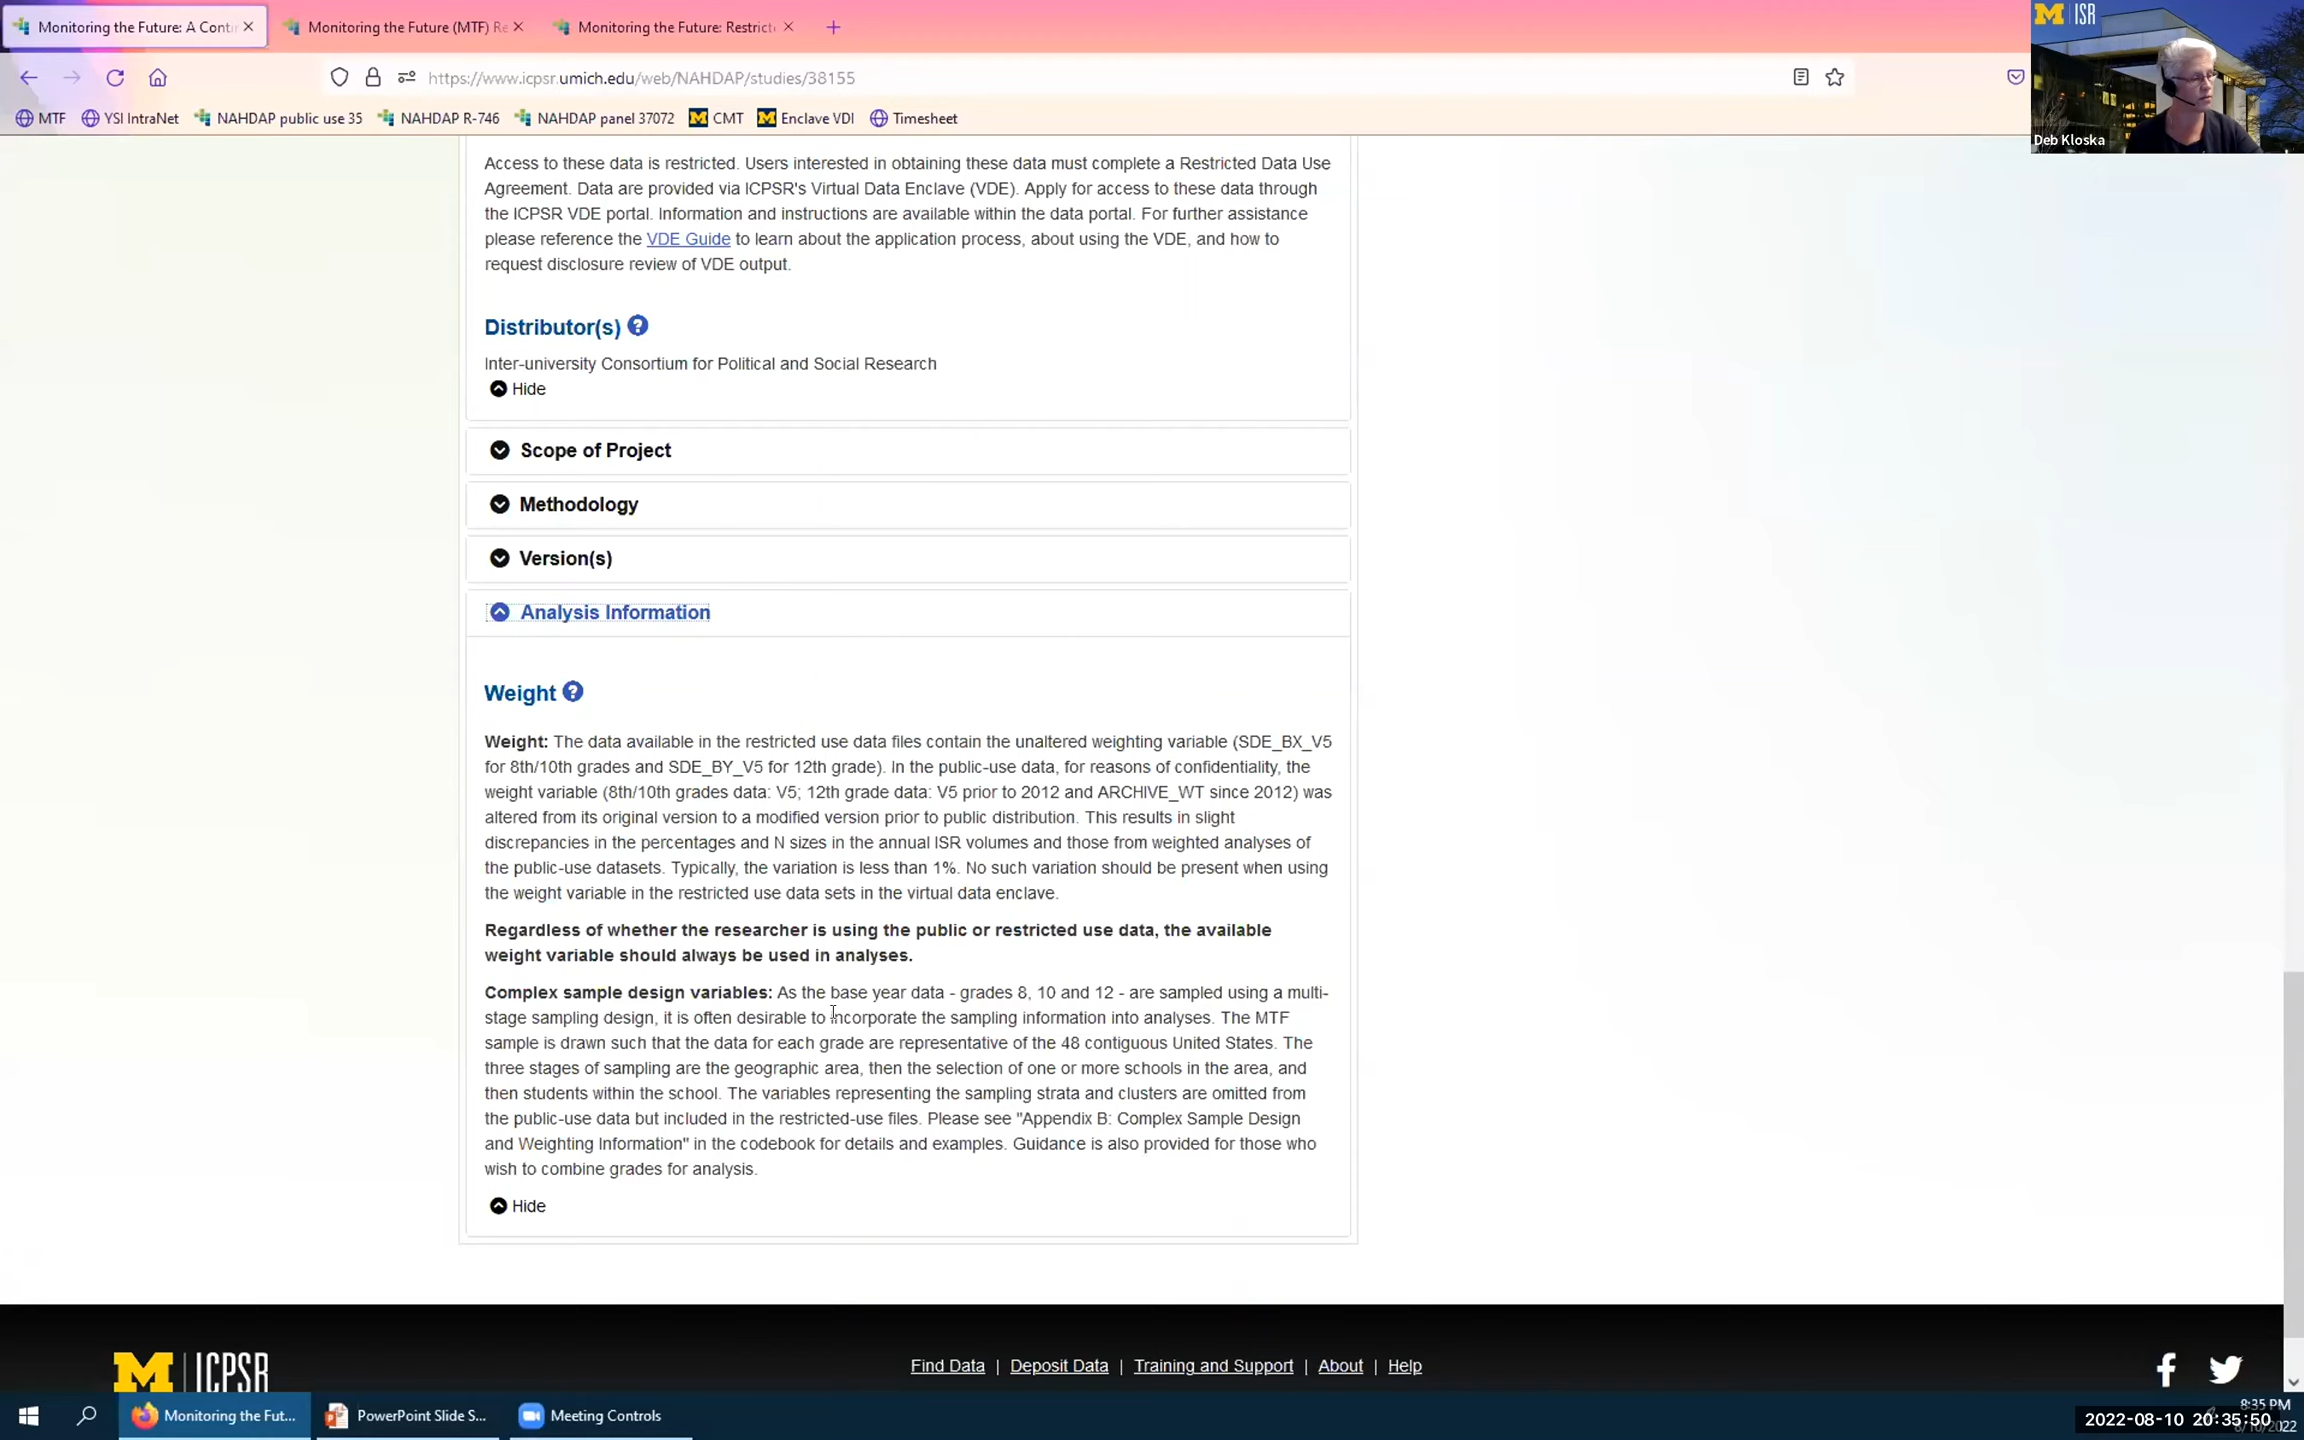 Monitoring the Future: A Conti
Monitoring the Future (MTF) Re
Monitoring the Future: Restrict
M | ISR
https://www.icpsr.umich.edu/web/NAHDAP/studies/38155
MTF
YSI IntraNet
NAHDAP public use 35
NAHDAP R-746
NAHDAP panel 37072
CMT
Enclave VDI
Timesheet
Deb Kloska
Access to these data is restricted. Users interested in obtaining these data must complete a Restricted Data Use
Agreement. Data are provided via ICPSR's Virtual Data Enclave (VDE). Apply for access to these data through
the ICPSR VDE portal. Information and instructions are available within the data portal. For further assistance
please reference the VDE Guide to learn about the application process, about using the VDE, and how to
request disclosure review of VDE output.
Distributor(s) ?
Inter-university Consortium for Political and Social Research
Hide
Scope of Project
Methodology
Version(s)
Analysis Information
Weight ?
Weight: The data available in the restricted use data files contain the unaltered weighting variable (SDE_BX_V5
for 8th/10th grades and SDE_BY_V5 for 12th grade). In the public-use data, for reasons of confidentiality, the
weight variable (8th/10th grades data: V5; 12th grade data: V5 prior to 2012 and ARCHIVE_WT since 2012) was
altered from its original version to a modified version prior to public distribution. This results in slight
discrepancies in the percentages and N sizes in the annual ISR volumes and those from weighted analyses of
the public-use datasets. Typically, the variation is less than 1%. No such variation should be present when using
the weight variable in the restricted use data sets in the virtual data enclave.
Regardless of whether the researcher is using the public or restricted use data, the available
weight variable should always be used in analyses.
Complex sample design variables: As the base year data - grades 8, 10 and 12 - are sampled using a multi-
stage sampling design, it is often desirable to incorporate the sampling information into analyses. The MTF
sample is drawn such that the data for each grade are representative of the 48 contiguous United States. The
three stages of sampling are the geographic area, then the selection of one or more schools in the area, and
then students within the school. The variables representing the sampling strata and clusters are omitted from
the public-use data but included in the restricted-use files. Please see "Appendix B: Complex Sample Design
and Weighting Information" in the codebook for details and examples. Guidance is also provided for those who
wish to combine grades for analysis.
Hide
M | ICPSR
Find Data | Deposit Data | Training and Support | About | Help
Monitoring the Fut...
PowerPoint Slide S...
Meeting Controls
8:35 PM
2022-08-10 20:35:50